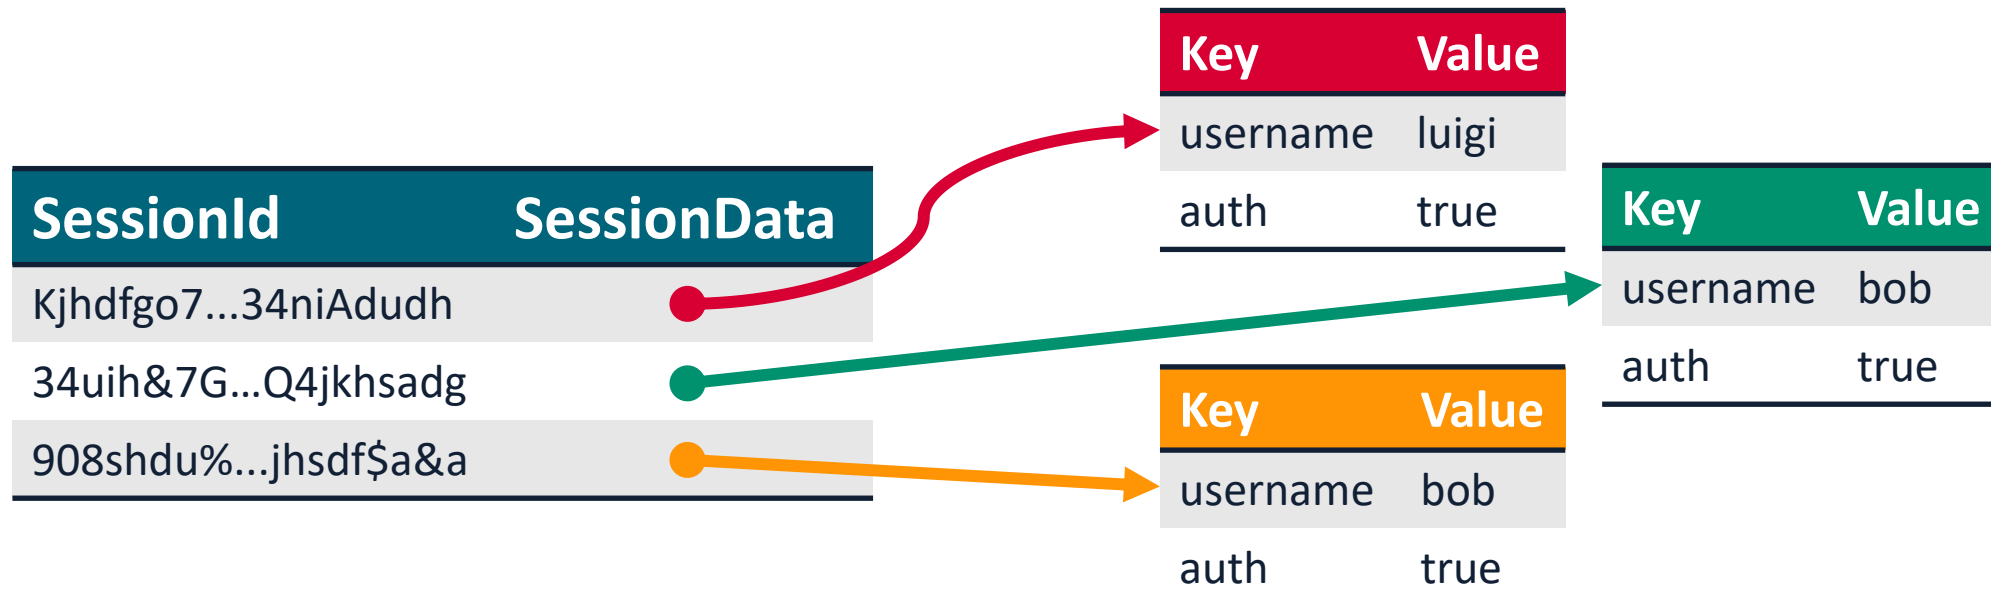 SessionId SessionData
Kjhdfgo7...34niAdudh
34uih&7G...Q4jkhsadg
908shdu%...jhsdf$a&a
Key Value
username luigi
auth true
Key Value
username bob
auth true
Key Value
username bob
auth true